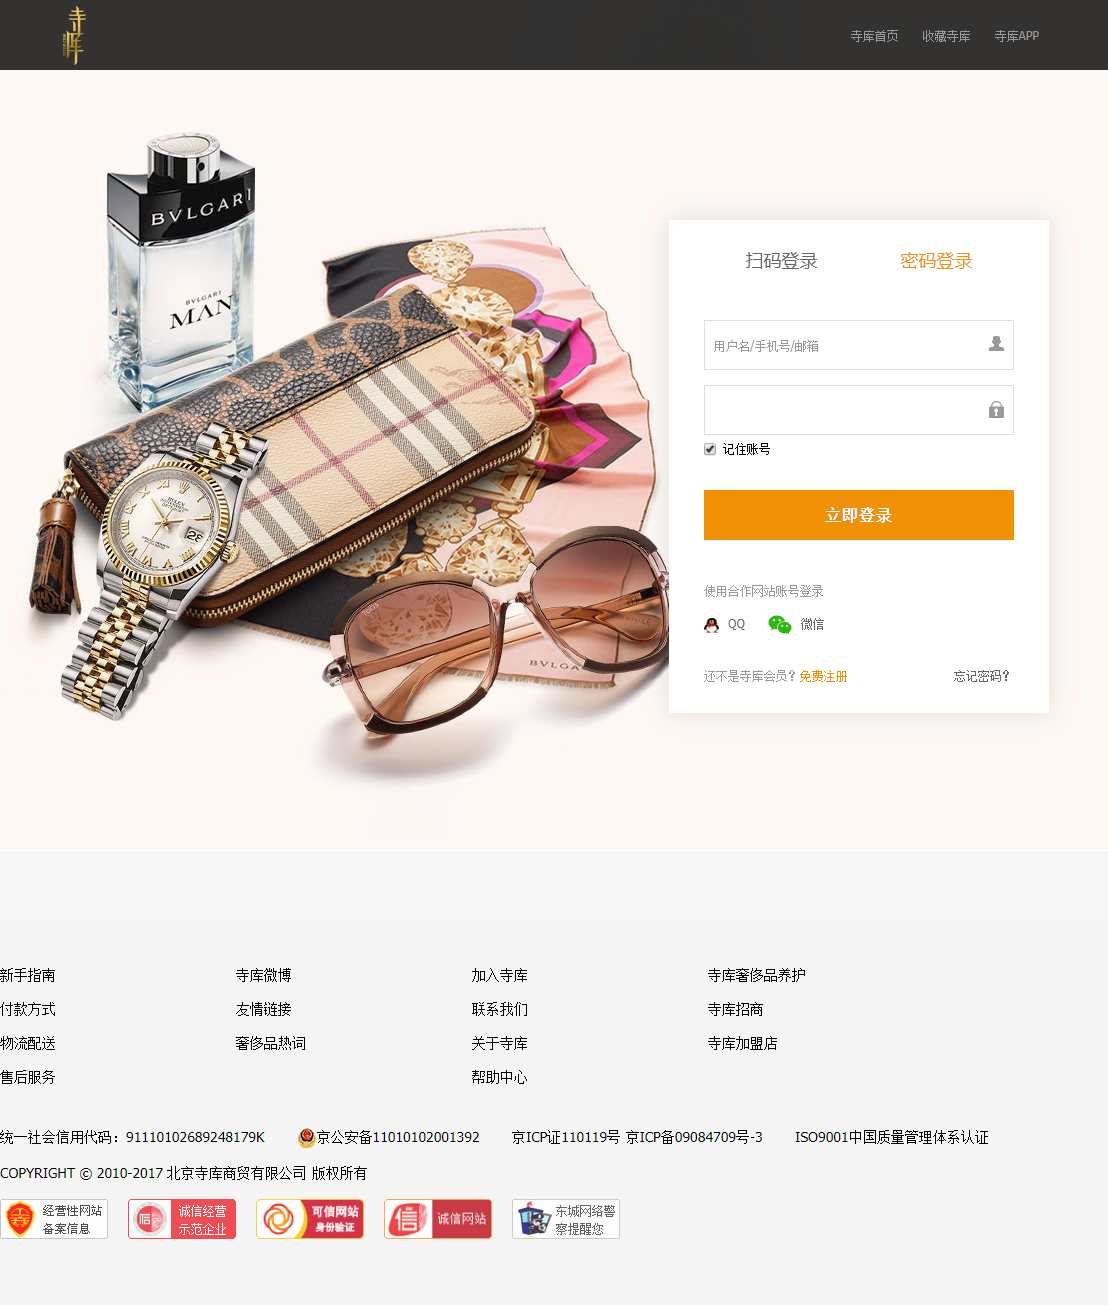 寺库
寺库首页 收藏寺库 寺库APP
BVLGARI
BVLGARI
MAN
扫码登录 密码登录
用户名/手机号/邮箱
记住账号
立即登录
使用合作网站账号登录
QQ 微信
还不是寺库会员？免费注册 忘记密码？
ROLEX
TODS
新手指南 寺库微博 加入寺库 寺库奢侈品养护
付款方式 友情链接 联系我们 寺库招商
物流配送 奢侈品热词 关于寺库 寺库加盟店
售后服务 帮助中心
统一社会信用代码：91110102689248179K 京公安备11010102001392 京ICP证110119号 京ICP备09084709号-3 ISO9001中国质量管理体系认证
COPYRIGHT © 2010-2017 北京寺库商贸有限公司 版权所有
经营性网站 诚信经营 可信网站 诚信网站 东城网络警
备案信息 示范企业 身份验证 察提醒您